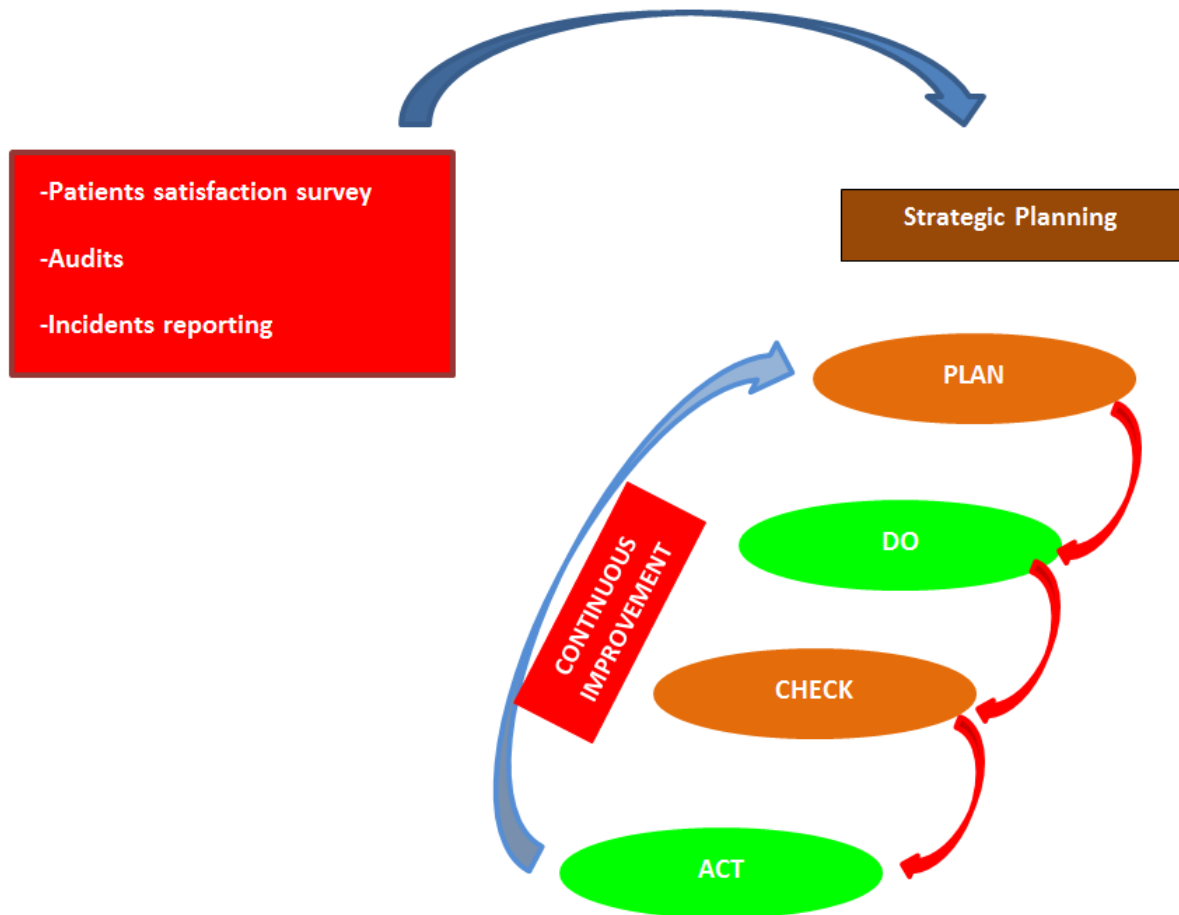 -Patients satisfaction survey
-Audits
-Incidents reporting
Strategic Planning
PLAN
DO
CONTINUOUS
IMPROVEMENT
CHECK
ACT